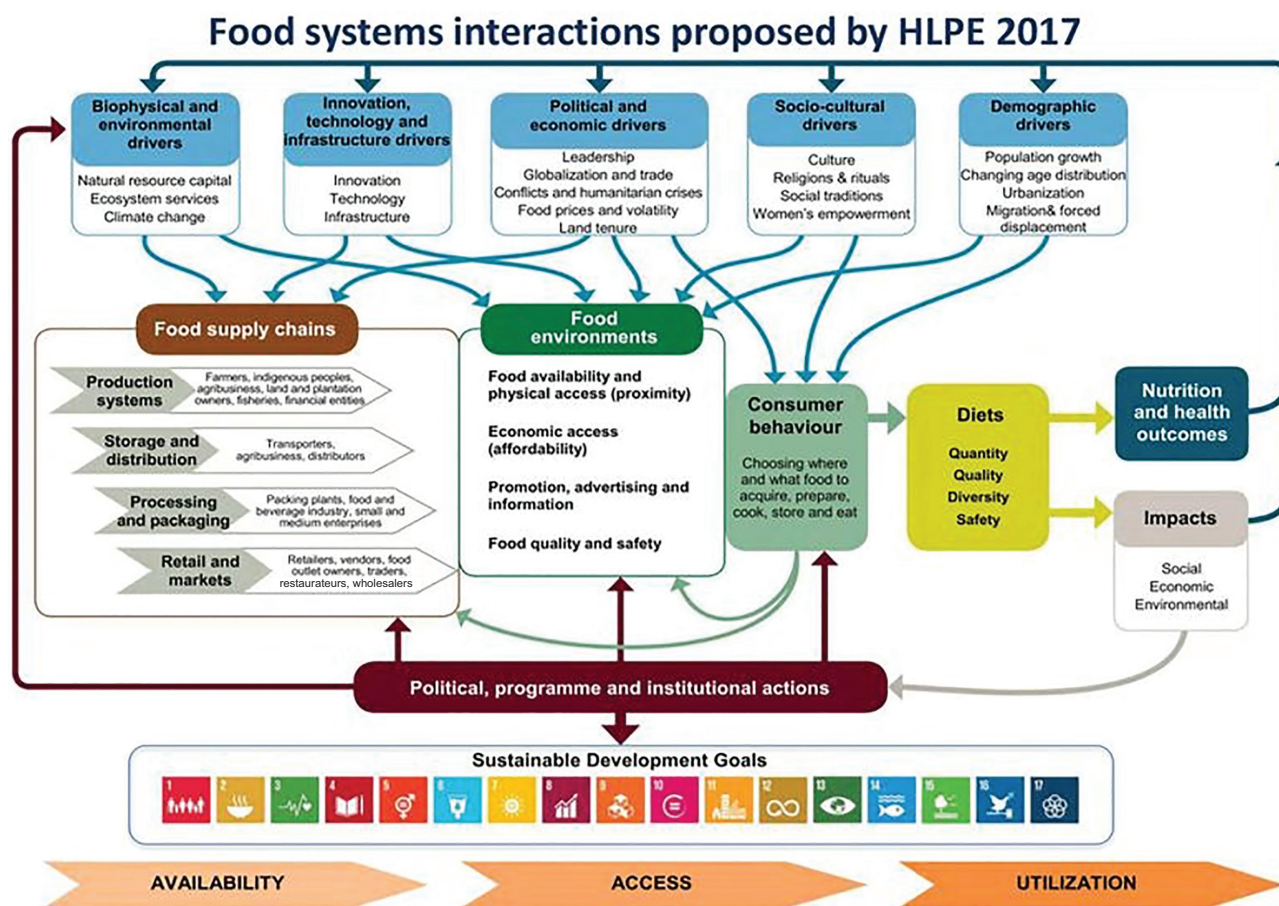 Food systems interactions proposed by HLPE 2017
Biophysical and
environmental
drivers
Natural resource capital
Ecosystem services
Climate change
Innovation,
technology and
infrastructure drivers
Innovation
Technology
Infrastructure
Political and
economic drivers
Leadership
Globalization and trade
Conflicts and humanitarian crises
Food prices and volatility
Land tenure
Socio-cultural
drivers
Culture
Religions & rituals
Social traditions
Women's empowerment
Demographic
drivers
Population growth
Changing age distribution
Urbanization
Migration& forced
displacement
Food supply chains
Production
systems
Farmers, indigenous peoples,
agribusiness, land and plantation
owners, fisheries, financial entities
Storage and
distribution
Transporters,
agribusiness, distributors
Processing
and packaging
Packing plants, food and
beverage industry, small and
medium enterprises
Retail and
markets
Retailers, vendors, food
outlet owners, traders,
restaurateurs, wholesalers
Food
environments
Food availability and
physical access (proximity)
Economic access
(affordability)
Promotion, advertising and
information
Food quality and safety
Consumer
behaviour
Choosing where
and what food to
acquire, prepare,
cook, store and eat
Diets
Quantity
Quality
Diversity
Safety
Nutrition
and health
outcomes
Impacts
Social
Economic
Environmental
Political, programme and institutional actions
Sustainable Development Goals
1 2 3 4 5 6 7 8 9 10 11 12 13 14 15 16 17
AVAILABILITY
ACCESS
UTILIZATION